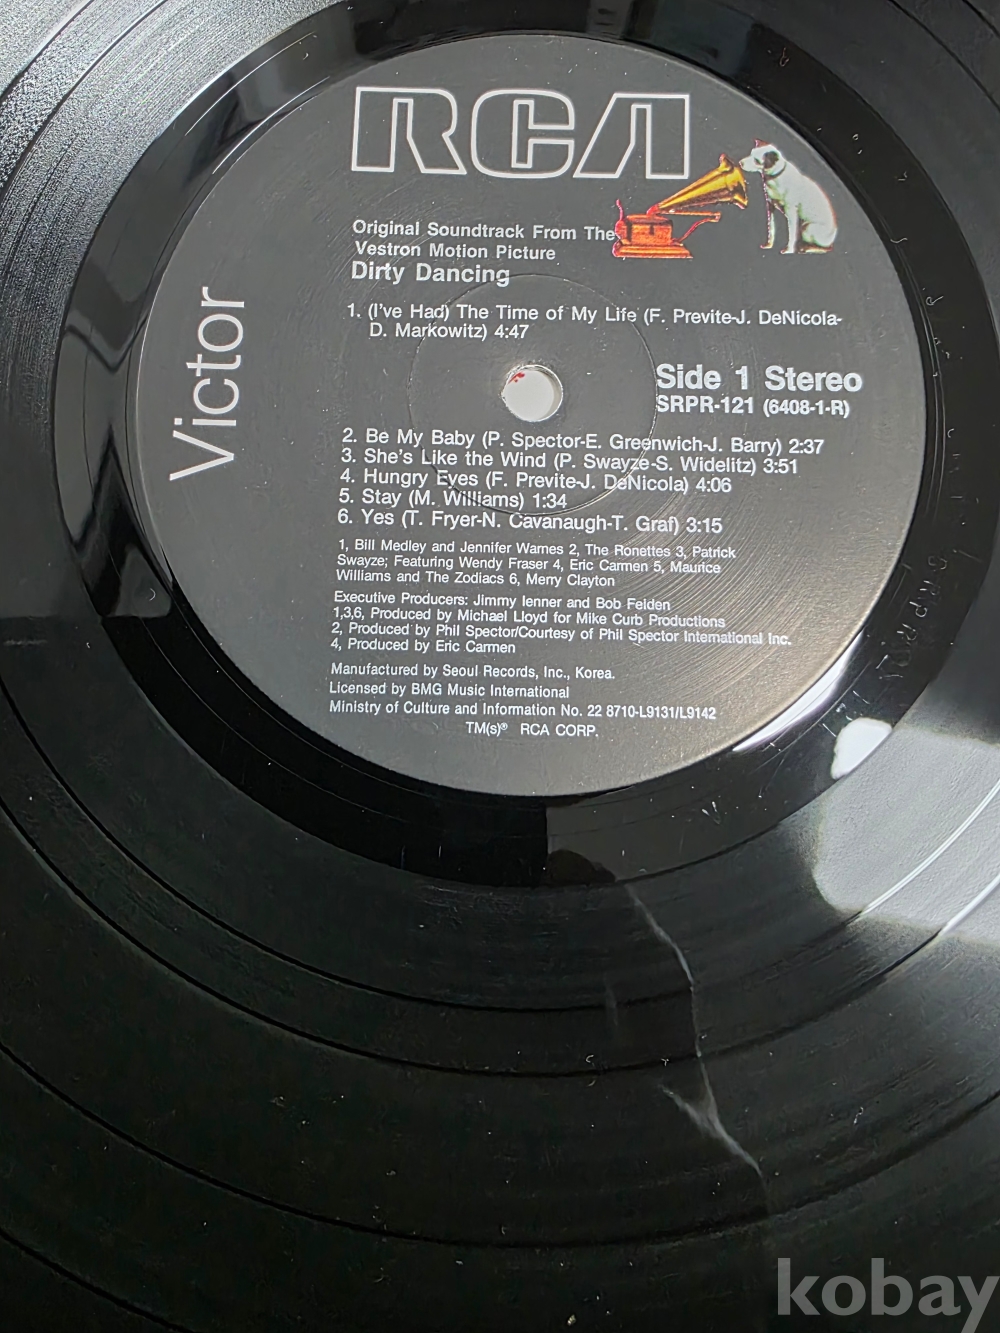 RCA
Victor
Original Soundtrack From The
Vestron Motion Picture
Dirty Dancing
1. (I've Had) The Time of My Life (F. Previte-J. DeNicola-
D. Markowitz) 4:47
Side 1 Stereo
SRPR-121 (6408-1-R)
2. Be My Baby (P. Spector-E. Greenwich-J. Barry) 2:37
3. She's Like the Wind (P. Swayze-S. Widelitz) 3:51
4. Hungry Eyes (F. Previte-J. DeNicola) 4:06
5. Stay (M. Williams) 1:34
6. Yes (T. Fryer-N. Cavanaugh-T. Graf) 3:15
1, Bill Medley and Jennifer Warnes 2, The Ronettes 3, Patrick
Swayze; Featuring Wendy Fraser 4, Eric Carmen 5, Maurice
Williams and The Zodiacs 6, Merry Clayton
Executive Producers: Jimmy Ienner and Bob Feiden
1,3,6, Produced by Michael Lloyd for Mike Curb Productions
2, Produced by Phil Spector/Courtesy of Phil Spector International Inc.
4, Produced by Eric Carmen
Manufactured by Seoul Records, Inc., Korea.
Licensed by BMG Music International
Ministry of Culture and Information No. 22 8710-L9131/L9142
TM(s)® RCA CORP.
kobay